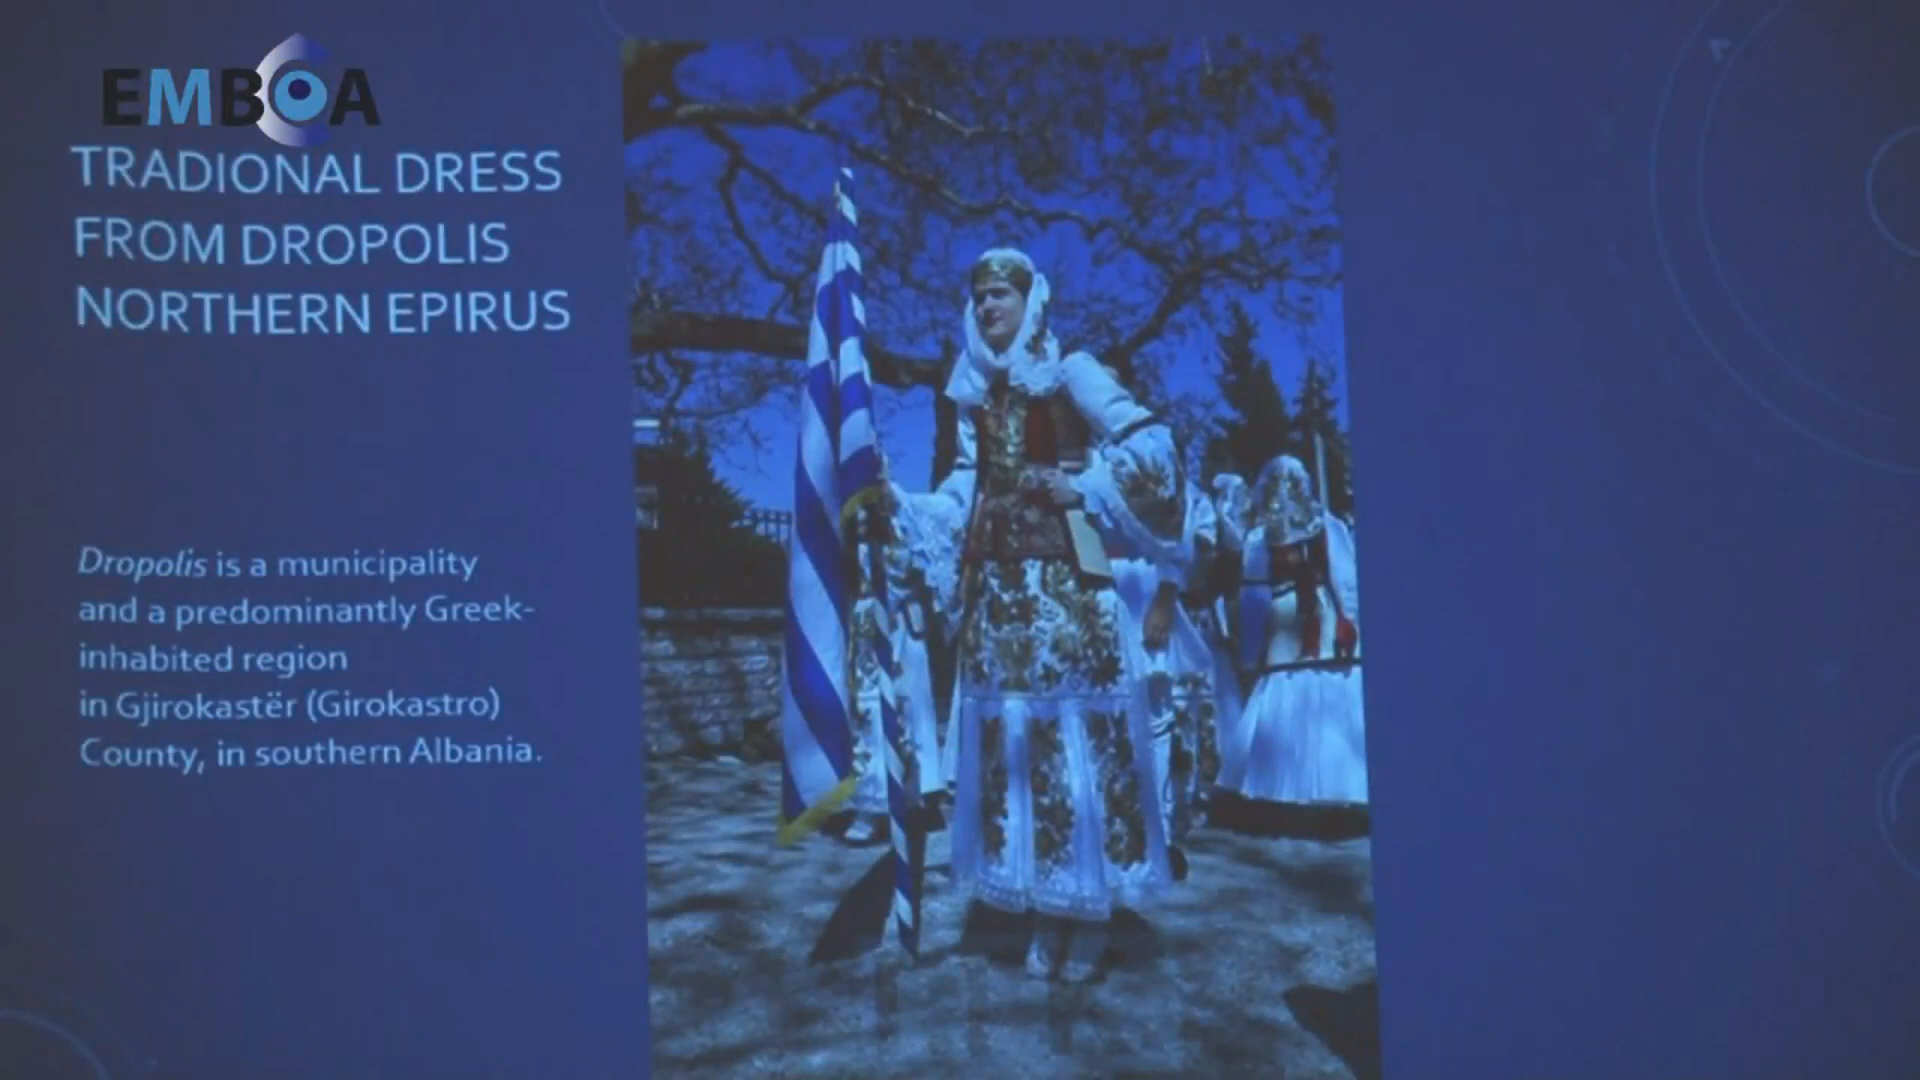 EMBOA
TRADIONAL DRESS
FROM DROPOLIS
NORTHERN EPIRUS
Dropolis is a municipality
and a predominantly Greek-
inhabited region
in Gjirokastër (Girokastro)
County, in southern Albania.